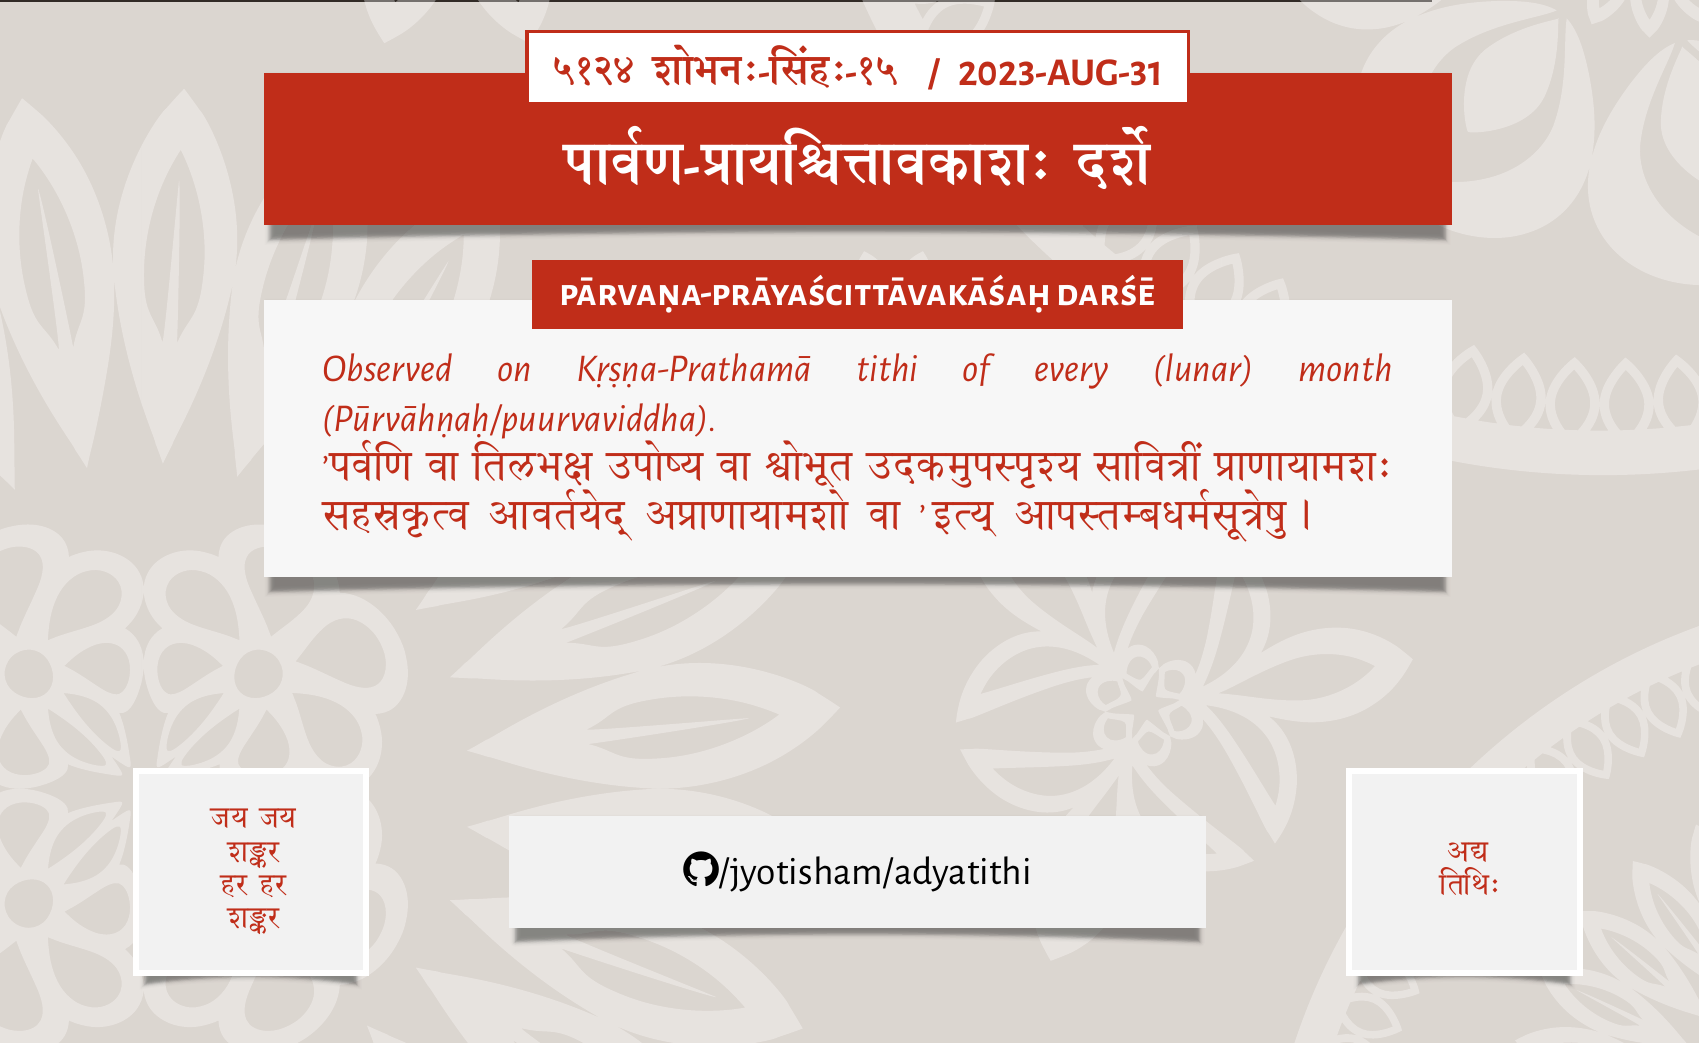 ५१२४ शोभनः-सिंहः-१५ / 2023-AUG-31
पार्वण-प्रायश्चित्तावकाशः दर्शे
PĀRVAṆA-PRĀYAŚCITTĀVAKĀŚAḤ DARŚĒ
Observed on Kṛṣṇa-Prathamā tithi of every (lunar) month
(Pūrvāhṇaḥ/puurvaviddha).
’पर्वणि वा तिलभक्ष उपोष्य वा श्वोभूत उदकमुपस्पृश्य सावित्रीं प्राणायामशः
सहस्रकृत्व आवर्तयेद् अप्राणायामशो वा ’इत्य् आपस्तम्बधर्मसूत्रेषु।
जय जय
शङ्कर
हर हर
शङ्कर
/jyotisham/adyatithi
अद्य
तिथिः